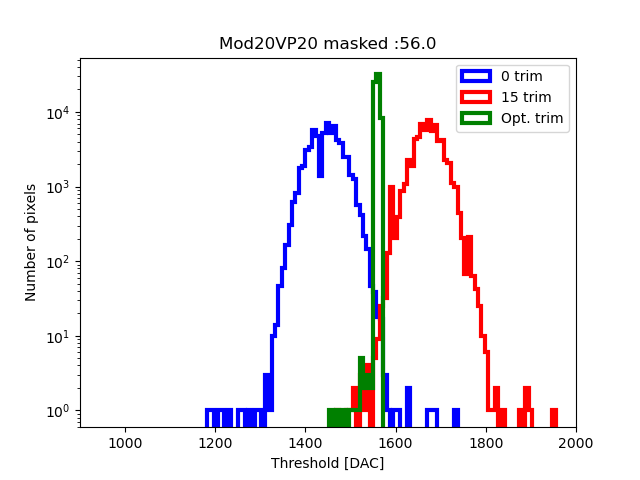 Mod20VP20 masked :56.0
0 trim
15 trim
Opt. trim
Number of pixels
10⁴
10³
10²
10¹
10⁰
1000 1200 1400 1600 1800 2000
Threshold [DAC]